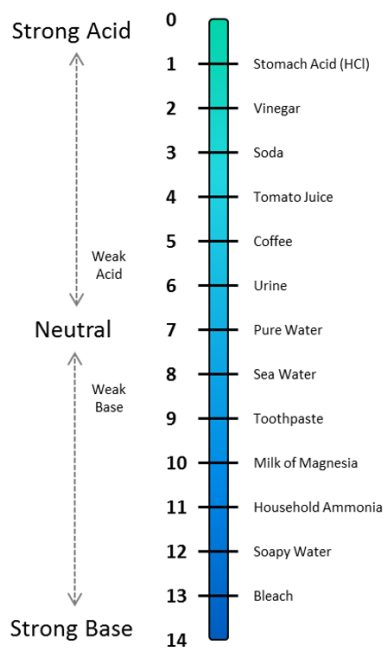 Strong Acid
Weak
Acid
Neutral
Weak
Base
Strong Base
0
1 Stomach Acid (HCl)
2 Vinegar
3 Soda
4 Tomato Juice
5 Coffee
6 Urine
7 Pure Water
8 Sea Water
9 Toothpaste
10 Milk of Magnesia
11 Household Ammonia
12 Soapy Water
13 Bleach
14